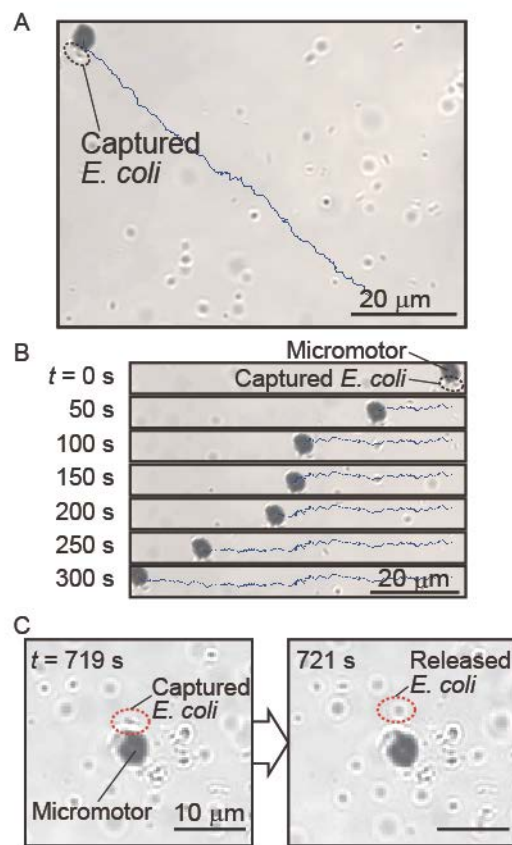 A
Captured
E. coli
20 μm
B
Micromotor
t = 0 s
Captured E. coli
50 s
100 s
150 s
200 s
250 s
300 s
20 μm
C
t = 719 s
Captured
E. coli
Micromotor
10 μm
721 s
Released
E. coli